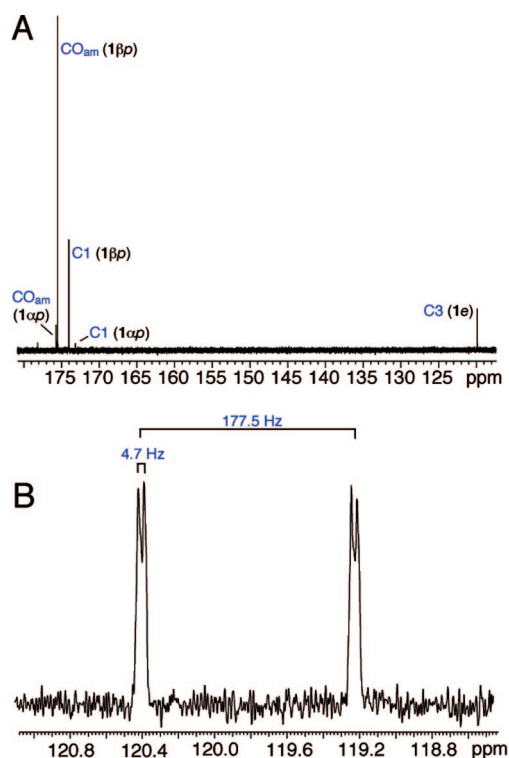 A
CO_am (1βp)
C1 (1βp)
CO_am
(1αp)
C1 (1αp)
C3 (1e)
175 170 165 160 155 150 145 140 135 130 125 ppm
177.5 Hz
4.7 Hz
B
120.8 120.4 120.0 119.6 119.2 118.8 ppm